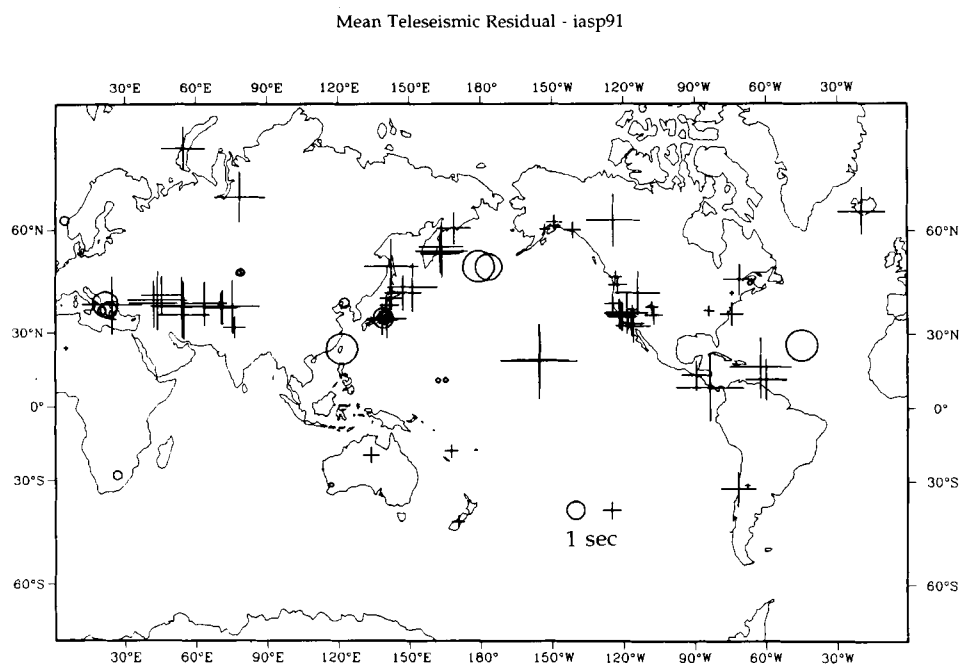 Mean Teleseismic Residual - iasp91
30°E 60°E 90°E 120°E 150°E 180° 150°W 120°W 90°W 60°W 30°W
60°N 60°N
30°N 30°N
0° 0°
30°S 30°S
1 sec
60°S 60°S
30°E 60°E 90°E 120°E 150°E 180° 150°W 120°W 90°W 60°W 30°W